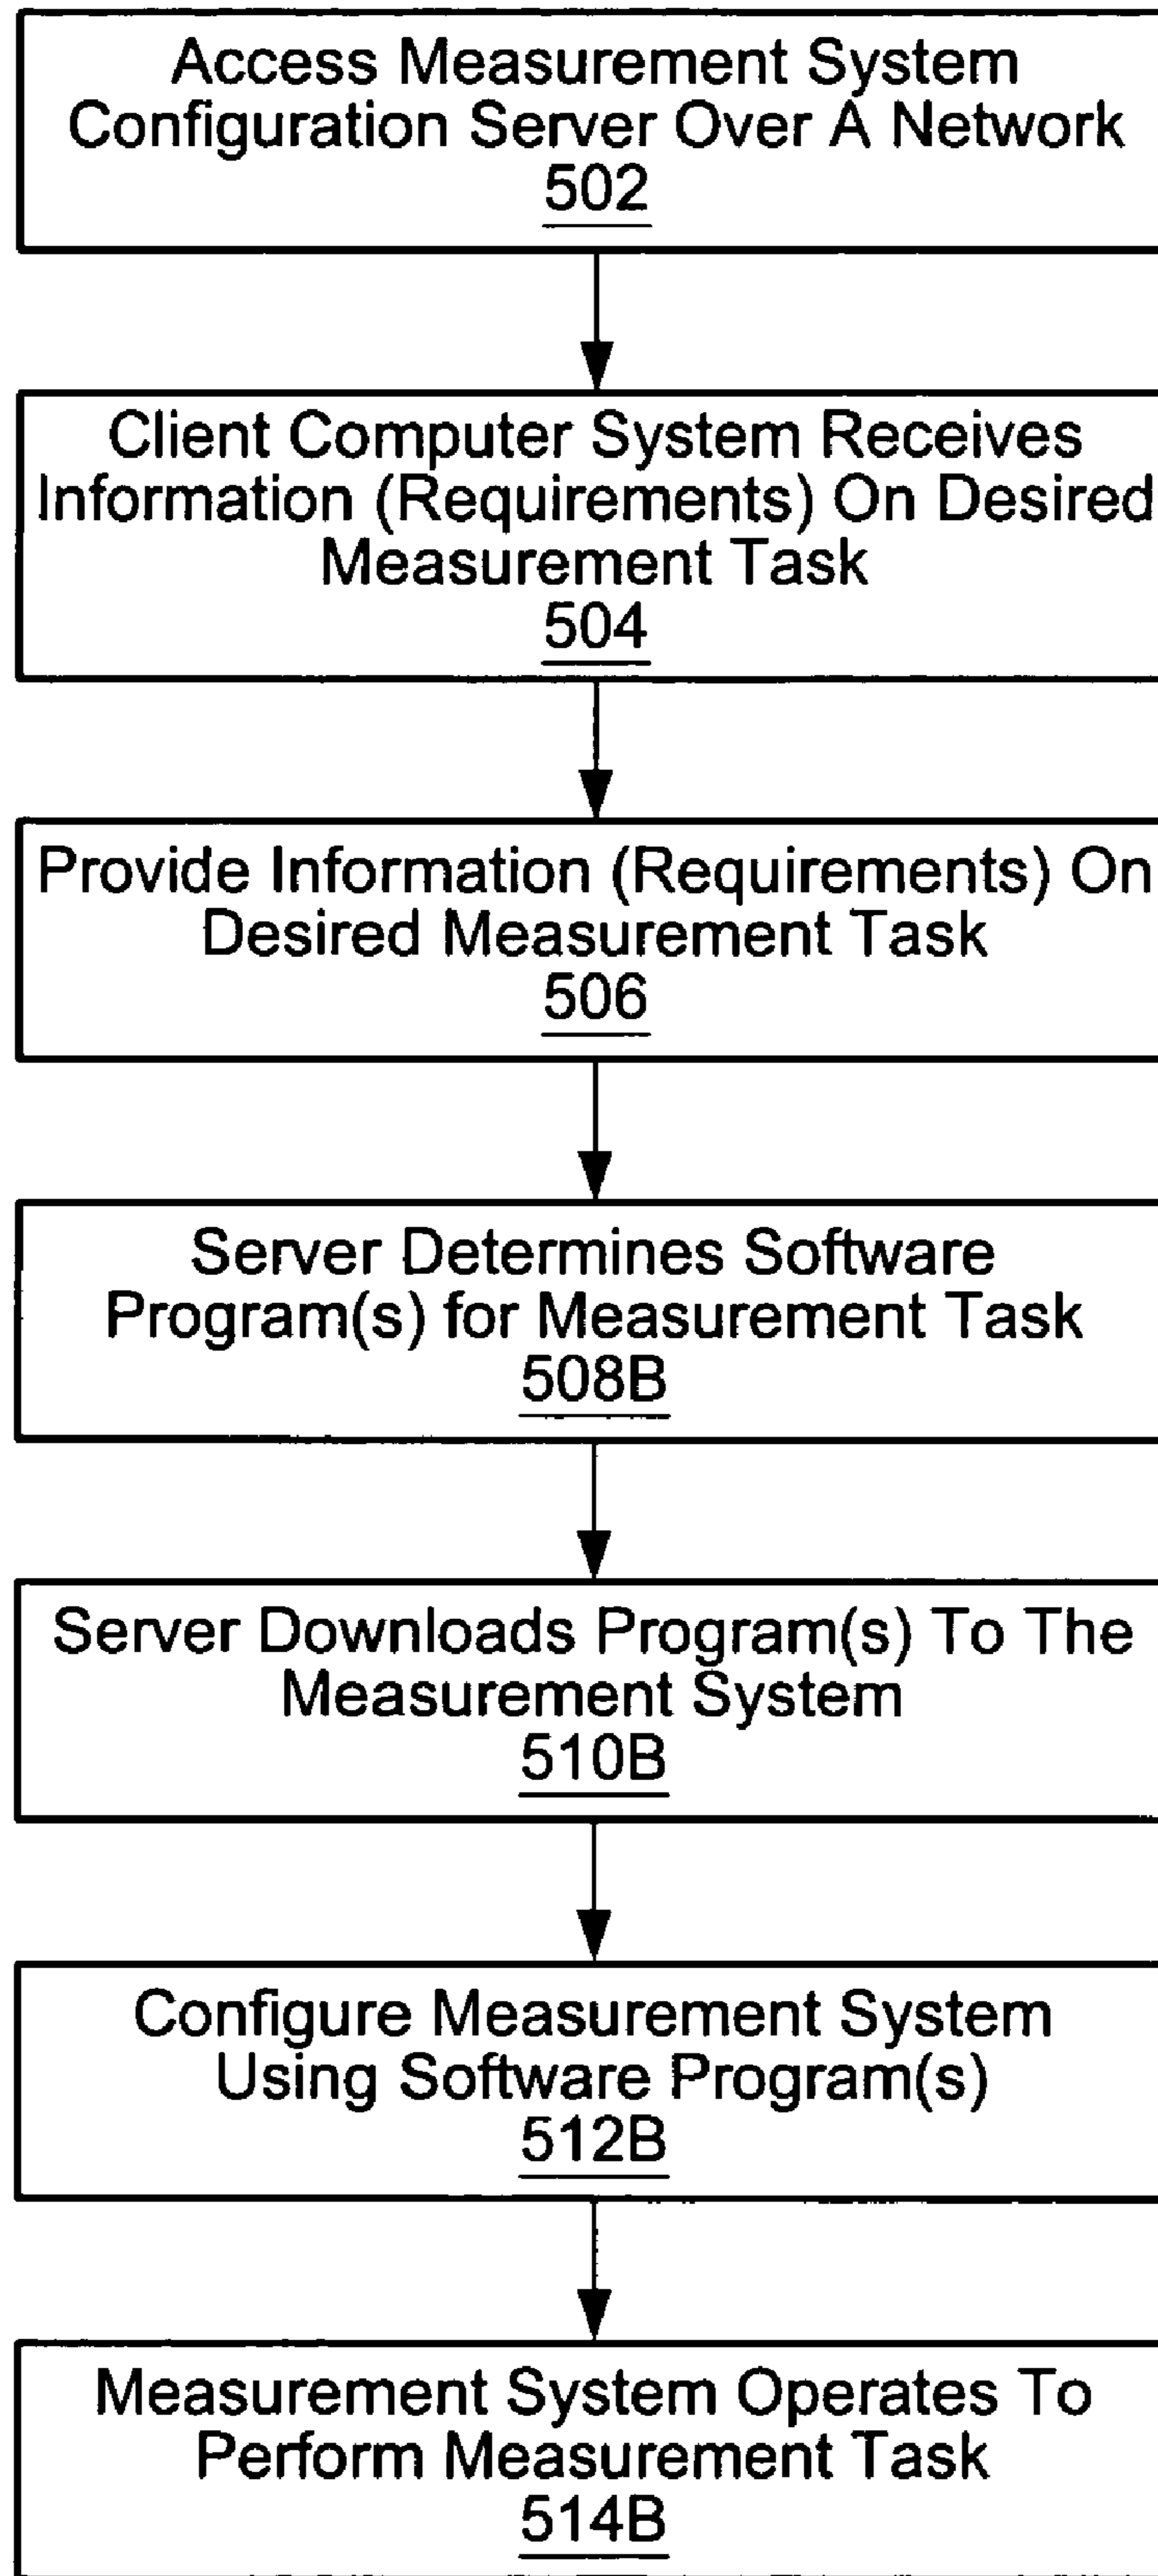 Access Measurement System
Configuration Server Over A Network
502
Client Computer System Receives
Information (Requirements) On Desired
Measurement Task
504
Provide Information (Requirements) On
Desired Measurement Task
506
Server Determines Software
Program(s) for Measurement Task
508B
Server Downloads Program(s) To The
Measurement System
510B
Configure Measurement System
Using Software Program(s)
512B
Measurement System Operates To
Perform Measurement Task
514B